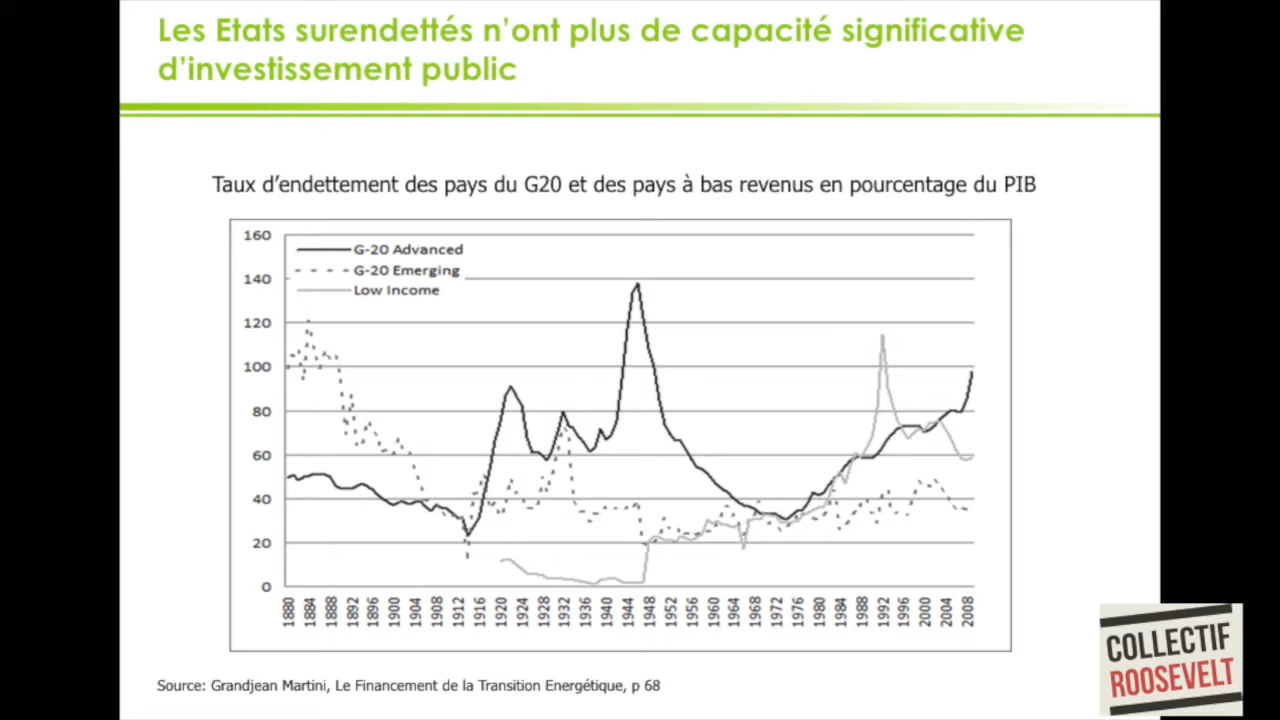 Les Etats surendettés n'ont plus de capacité significative
d'investissement public
Taux d'endettement des pays du G20 et des pays à bas revenus en pourcentage du PIB
160
140
120
100
80
60
40
20
0
G-20 Advanced
G-20 Emerging
Low Income
1880 1884 1888 1892 1896 1900 1904 1908 1912 1916 1920 1924 1928 1932 1936 1940 1944 1948 1952 1956 1960 1964 1968 1972 1976 1980 1984 1988 1992 1996 2000 2004 2008
COLLECTIF
ROOSEVELT
Source: Grandjean Martini, Le Financement de la Transition Energétique, p 68